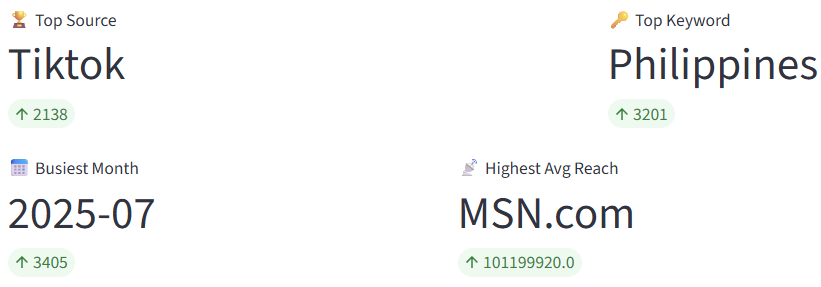 🏆 Top Source
Tiktok
↑ 2138
🔑 Top Keyword
Philippines
↑ 3201
📅 Busiest Month
2025-07
↑ 3405
📡 Highest Avg Reach
MSN.com
↑ 101199920.0